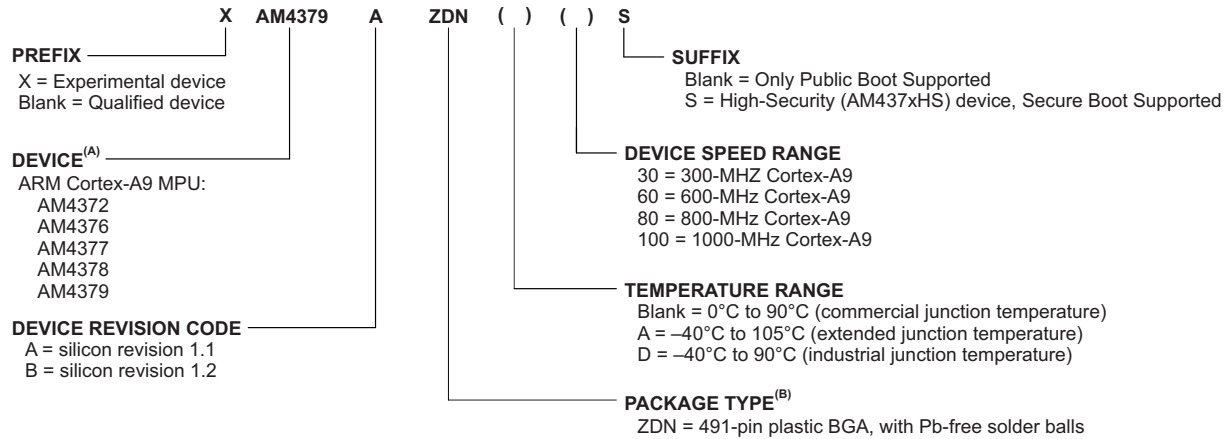 X AM4379 A ZDN ( ) ( ) S
PREFIX
X = Experimental device
Blank = Qualified device
SUFFIX
Blank = Only Public Boot Supported
S = High-Security (AM437xHS) device, Secure Boot Supported
DEVICE(A)
ARM Cortex-A9 MPU:
AM4372
AM4376
AM4377
AM4378
AM4379
DEVICE SPEED RANGE
30 = 300-MHZ Cortex-A9
60 = 600-MHz Cortex-A9
80 = 800-MHz Cortex-A9
100 = 1000-MHz Cortex-A9
DEVICE REVISION CODE
A = silicon revision 1.1
B = silicon revision 1.2
TEMPERATURE RANGE
Blank = 0°C to 90°C (commercial junction temperature)
A = –40°C to 105°C (extended junction temperature)
D = –40°C to 90°C (industrial junction temperature)
PACKAGE TYPE(B)
ZDN = 491-pin plastic BGA, with Pb-free solder balls